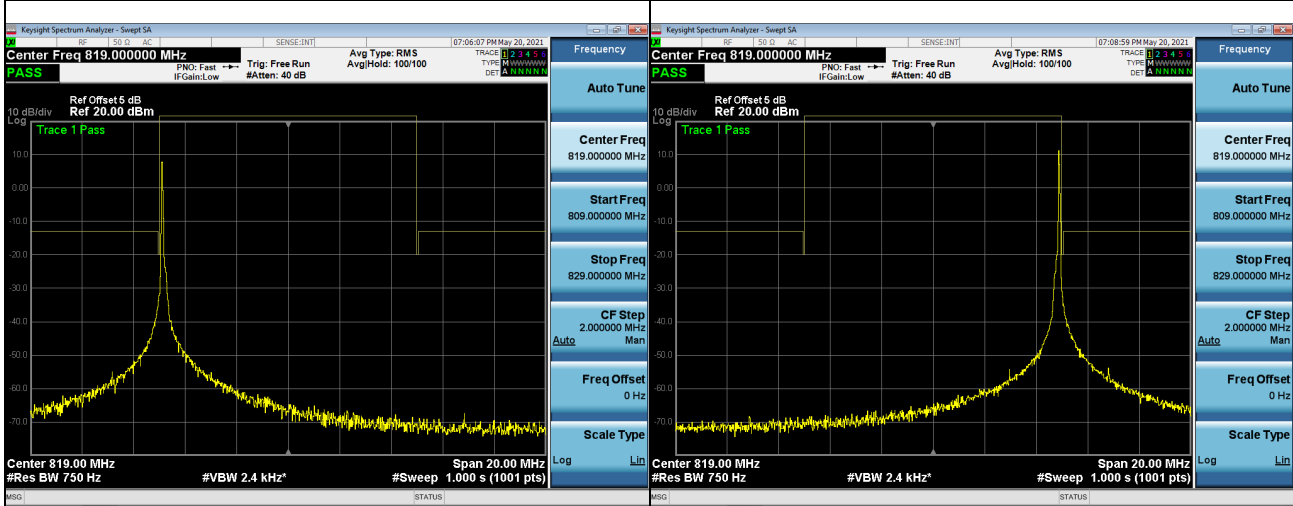 Keysight Spectrum Analyzer - Swept SA
RF 50 Ω AC SENSE:INT 07:06:07 PM May 20, 2021
Center Freq 819.000000 MHz
Avg Type: RMS
TRACE 1 2 3 4 5 6
PASS
PNO: Fast
Trig: Free Run
Avg|Hold: 100/100
TYPE M W W W W W
IFGain:Low
#Atten: 40 dB
DET A N N N N N
Ref Offset 5 dB
10 dB/div Ref 20.00 dBm
Log
Trace 1 Pass
10.0
0.00
-10.0
-20.0
-30.0
-40.0
-50.0
-60.0
-70.0
Center 819.00 MHz Span 20.00 MHz
#Res BW 750 Hz #VBW 2.4 kHz* #Sweep 1.000 s (1001 pts)
MSG STATUS
Frequency
Auto Tune
Center Freq
819.000000 MHz
Start Freq
809.000000 MHz
Stop Freq
829.000000 MHz
CF Step
2.000000 MHz
Auto Man
Freq Offset
0 Hz
Scale Type
Log Lin
Keysight Spectrum Analyzer - Swept SA
RF 50 Ω AC SENSE:INT 07:08:59 PM May 20, 2021
Center Freq 819.000000 MHz
Avg Type: RMS
TRACE 1 2 3 4 5 6
PASS
PNO: Fast
Trig: Free Run
Avg|Hold: 100/100
TYPE M W W W W W
IFGain:Low
#Atten: 40 dB
DET A N N N N N
Ref Offset 5 dB
10 dB/div Ref 20.00 dBm
Log
Trace 1 Pass
10.0
0.00
-10.0
-20.0
-30.0
-40.0
-50.0
-60.0
-70.0
Center 819.00 MHz Span 20.00 MHz
#Res BW 750 Hz #VBW 2.4 kHz* #Sweep 1.000 s (1001 pts)
MSG STATUS
Frequency
Auto Tune
Center Freq
819.000000 MHz
Start Freq
809.000000 MHz
Stop Freq
829.000000 MHz
CF Step
2.000000 MHz
Auto Man
Freq Offset
0 Hz
Scale Type
Log Lin